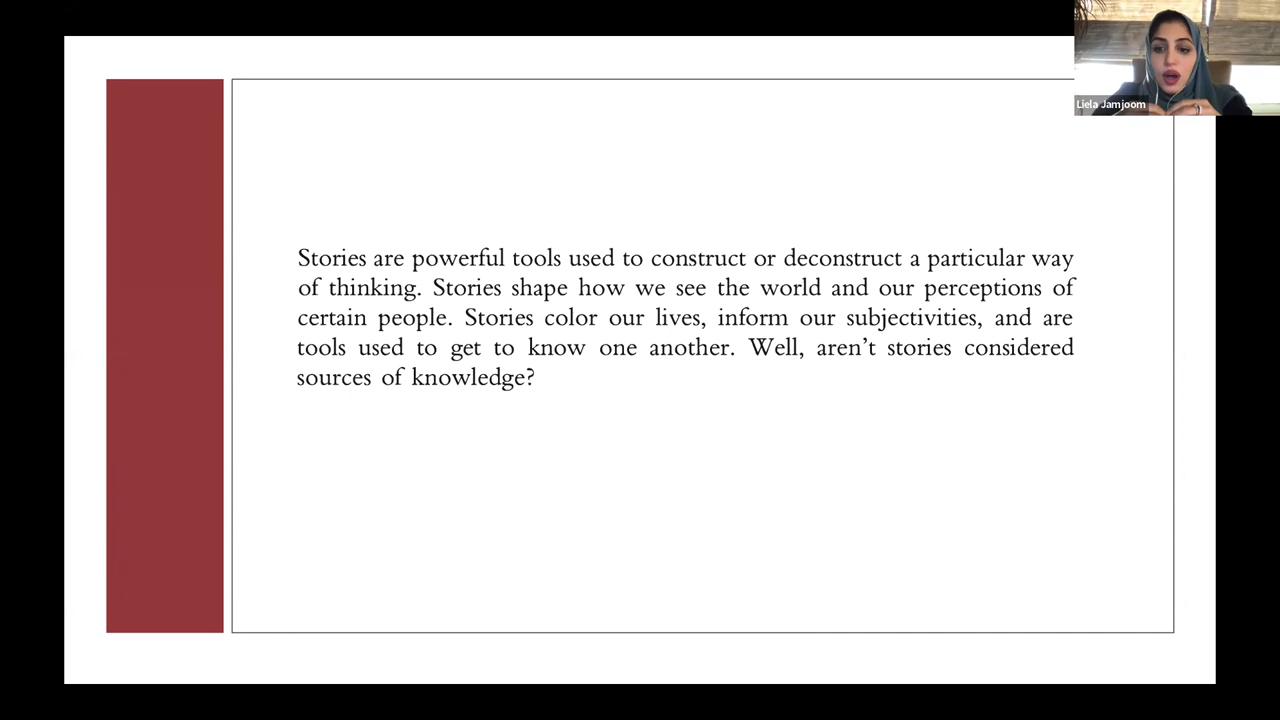 Liela Jamjoom
Stories are powerful tools used to construct or deconstruct a particular way
of thinking. Stories shape how we see the world and our perceptions of
certain people. Stories color our lives, inform our subjectivities, and are
tools used to get to know one another. Well, aren’t stories considered
sources of knowledge?